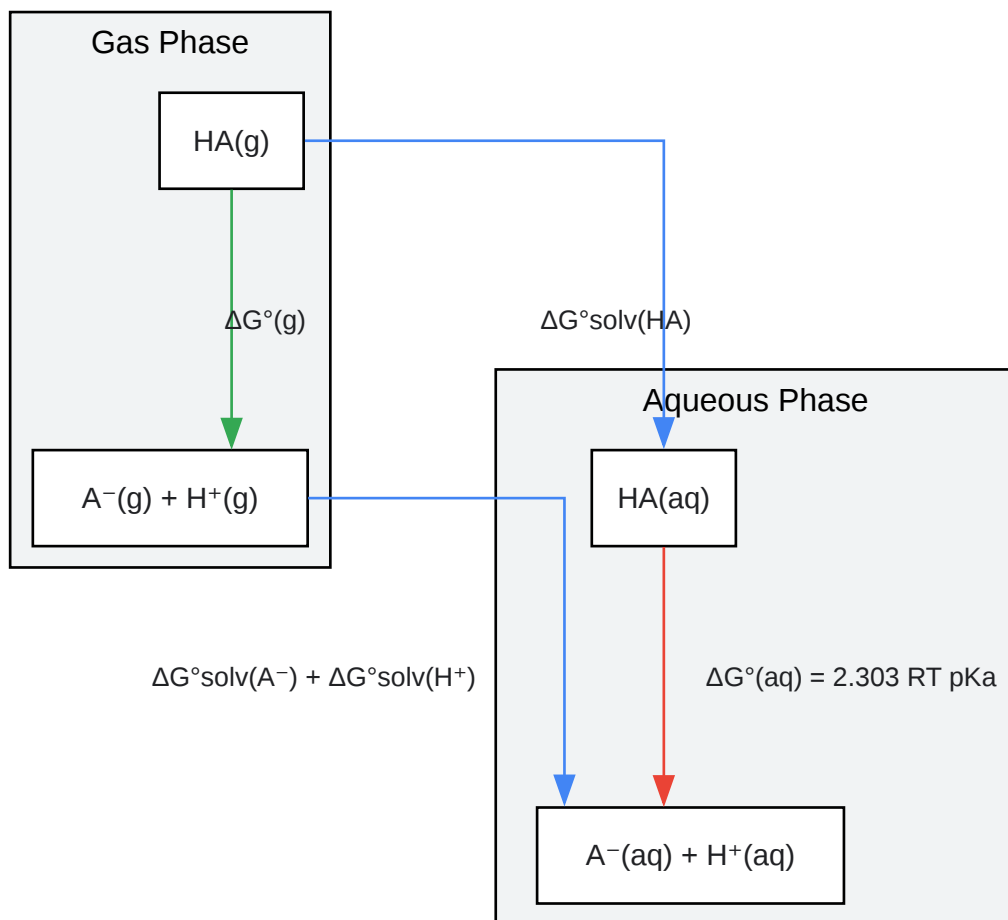 Gas Phase
HA(g)
ΔG°(g)
ΔG°solv(HA)
Aqueous Phase
A⁻(g) + H⁺(g)
HA(aq)
ΔG°solv(A⁻) + ΔG°solv(H⁺)
ΔG°(aq) = 2.303 RT pKa
A⁻(aq) + H⁺(aq)